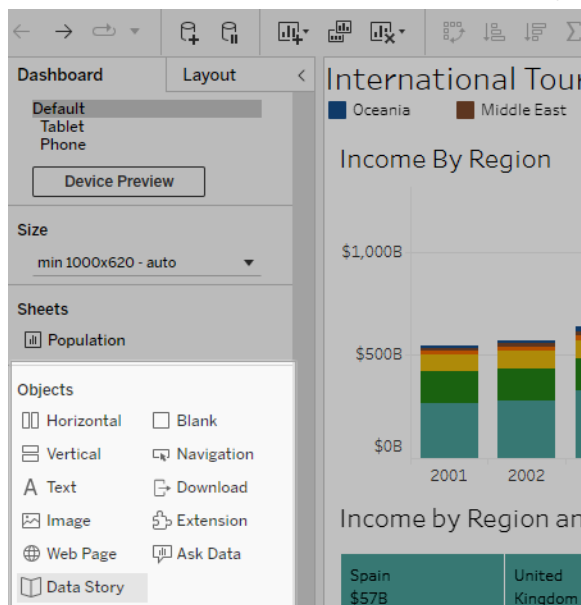 Dashboard
Layout
Default
Tablet
Phone
Device Preview
Size
min 1000x620 - auto
Sheets
Population
Objects
Horizontal
Blank
Vertical
Navigation
Text
Download
Image
Extension
Web Page
Ask Data
Data Story
International Tour
Oceania
Middle East
Income By Region
$1,000B
$500B
$0B
2001
2002
Income by Region an
Spain
$57B
United
Kingdom